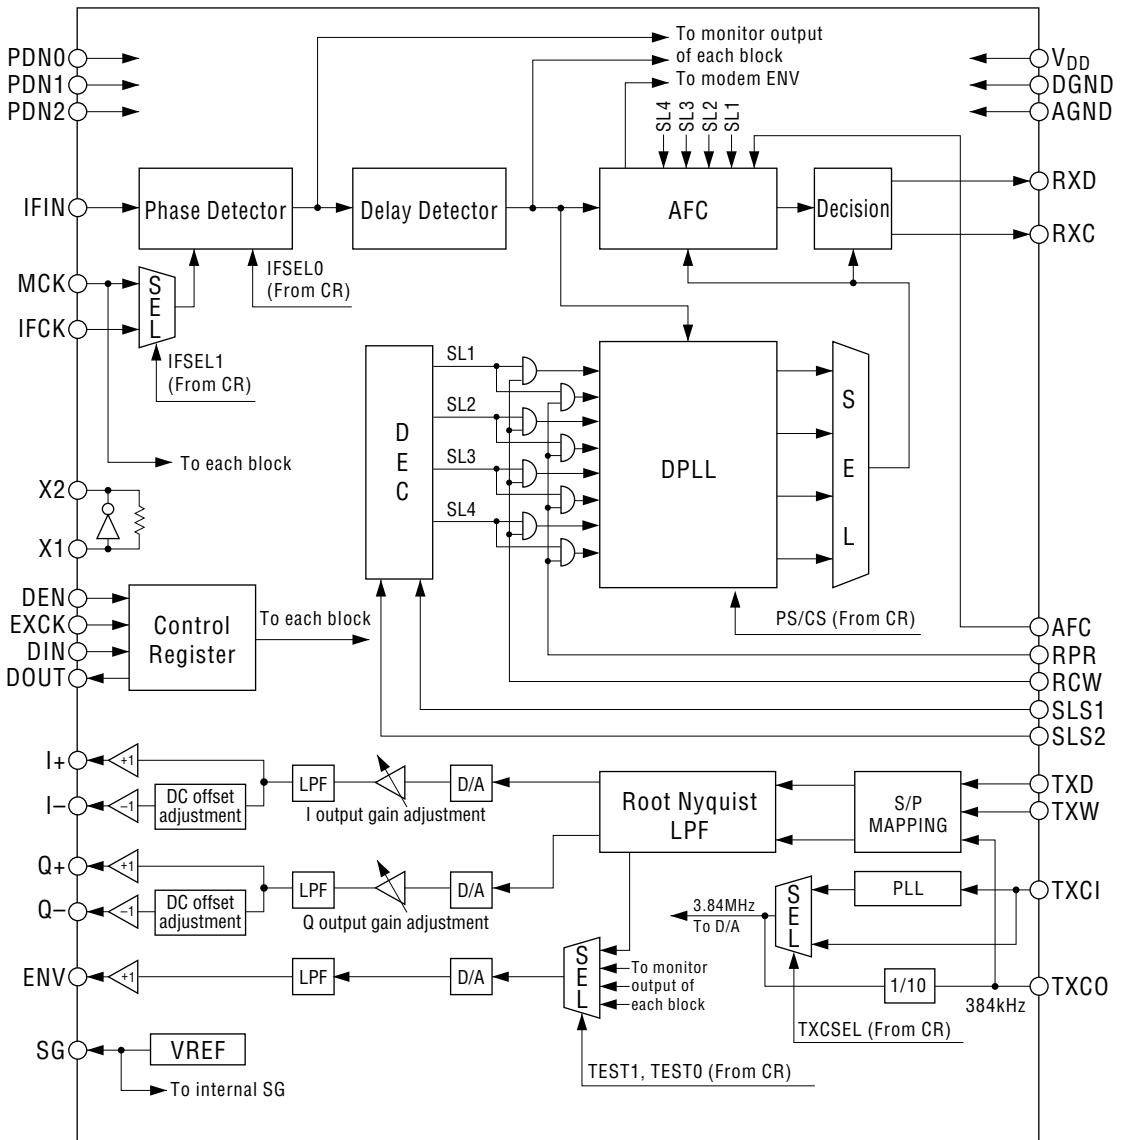 PDN0
PDN1
PDN2
To monitor output
of each block
To modem ENV
VDD
DGND
AGND
SL4
SL3
SL2
SL1
IFIN
Phase Detector
Delay Detector
AFC
Decision
RXD
RXC
MCK
IFCK
SEL
IFSEL0
(From CR)
IFSEL1
(From CR)
To each block
DEC
SL1
SL2
SL3
SL4
DPLL
SEL
PS/CS (From CR)
X2
X1
DEN
EXCK
DIN
DOUT
Control
Register
To each block
AFC
RPR
RCW
SLS1
SLS2
I+
+1
I–
–1
DC offset
adjustment
LPF
I output gain adjustment
D/A
Root Nyquist
LPF
S/P
MAPPING
TXD
TXW
Q+
+1
Q–
–1
DC offset
adjustment
LPF
Q output gain adjustment
D/A
3.84MHz
To D/A
SEL
PLL
TXCI
ENV
+1
LPF
D/A
SEL
To monitor
output of
each block
1/10
384kHz
TXCO
TXCSEL (From CR)
SG
VREF
To internal SG
TEST1, TEST0 (From CR)